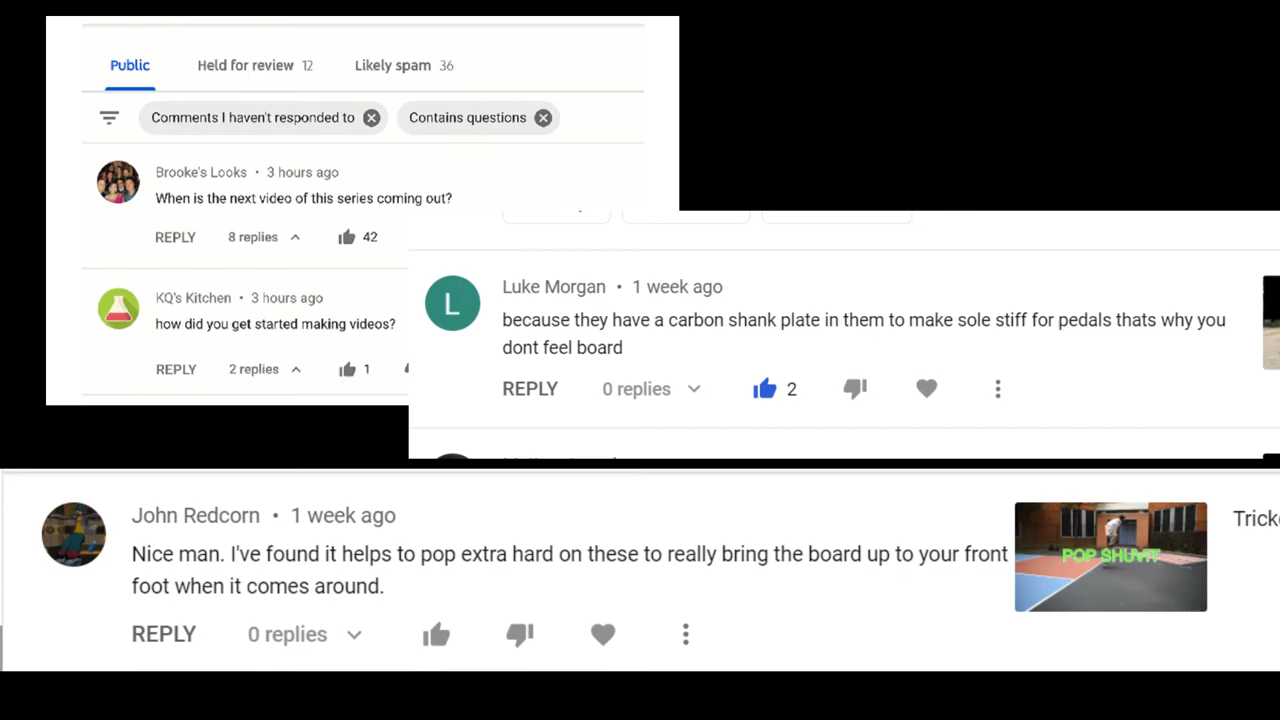 Public Held for review 12 Likely spam 36
Comments I haven't responded to Contains questions
Brooke's Looks • 3 hours ago
When is the next video of this series coming out?
REPLY 8 replies 42
KQ's Kitchen • 3 hours ago
how did you get started making videos?
REPLY 2 replies 1
L
Luke Morgan • 1 week ago
because they have a carbon shank plate in them to make sole stiff for pedals thats why you
dont feel board
REPLY 0 replies 2
John Redcorn • 1 week ago
Nice man. I've found it helps to pop extra hard on these to really bring the board up to your front
foot when it comes around.
REPLY 0 replies
POP SHUVIT